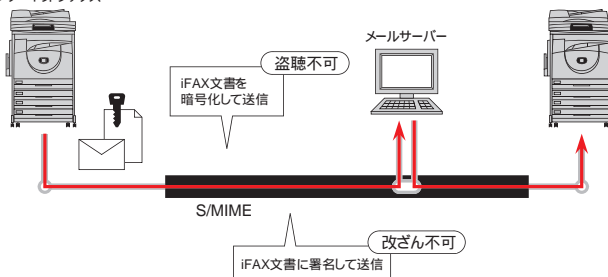 メールサーバー
盗聴不可
iFAX文書を
暗号化して送信
S/MIME
改ざん不可
iFAX文書に署名して送信